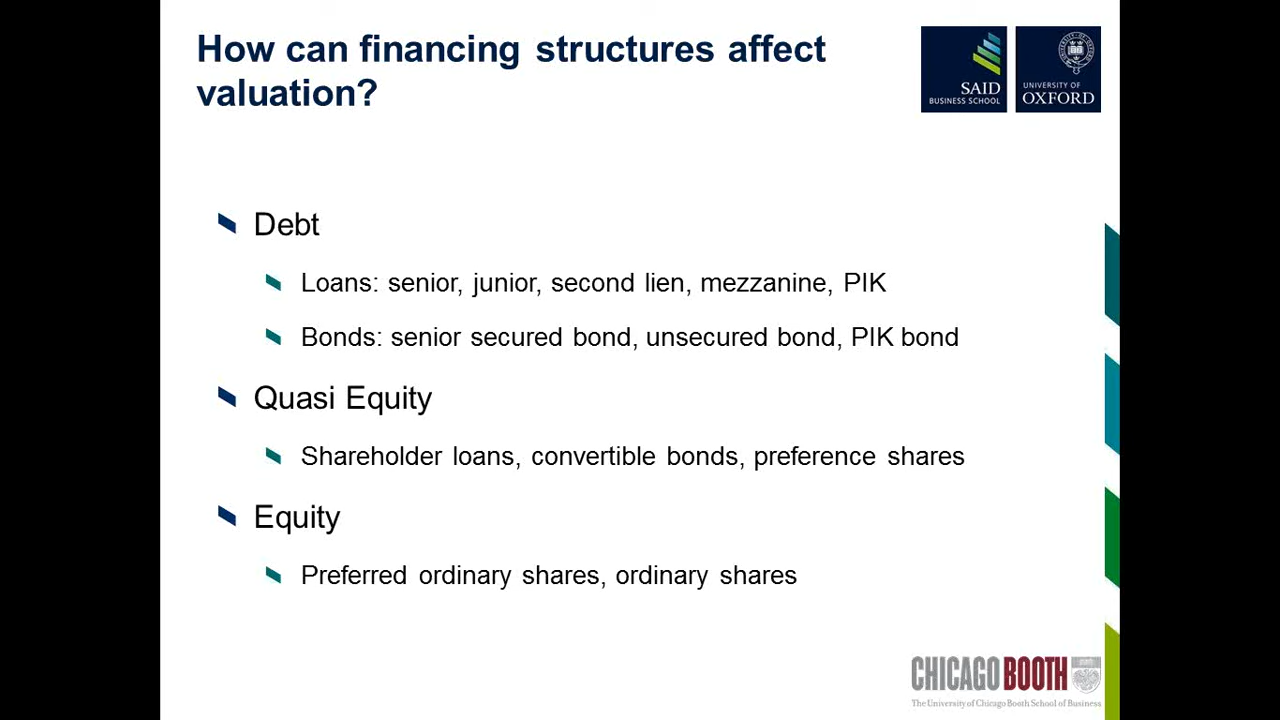 How can financing structures affect
valuation?
SAID
BUSINESS SCHOOL
UNIVERSITY OF
OXFORD
Debt
Loans: senior, junior, second lien, mezzanine, PIK
Bonds: senior secured bond, unsecured bond, PIK bond
Quasi Equity
Shareholder loans, convertible bonds, preference shares
Equity
Preferred ordinary shares, ordinary shares
CHICAGO BOOTH
The University of Chicago Booth School of Business